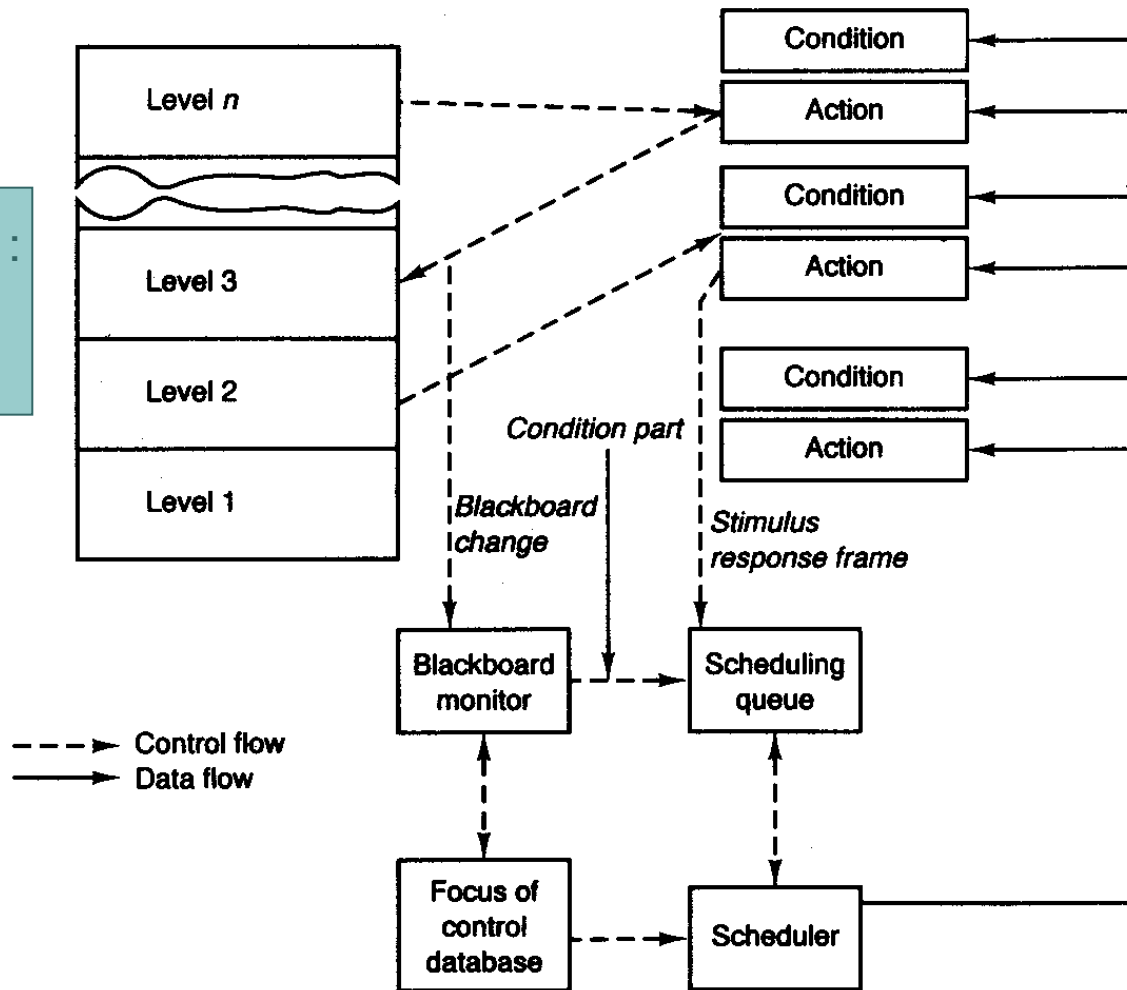 Level n
Level 3
Level 2
Level 1
:
Condition
Action
Condition
Action
Condition
Action
Condition part
Blackboard
change
Stimulus
response frame
Blackboard
monitor
Scheduling
queue
Control flow
Data flow
Focus of
control
database
Scheduler